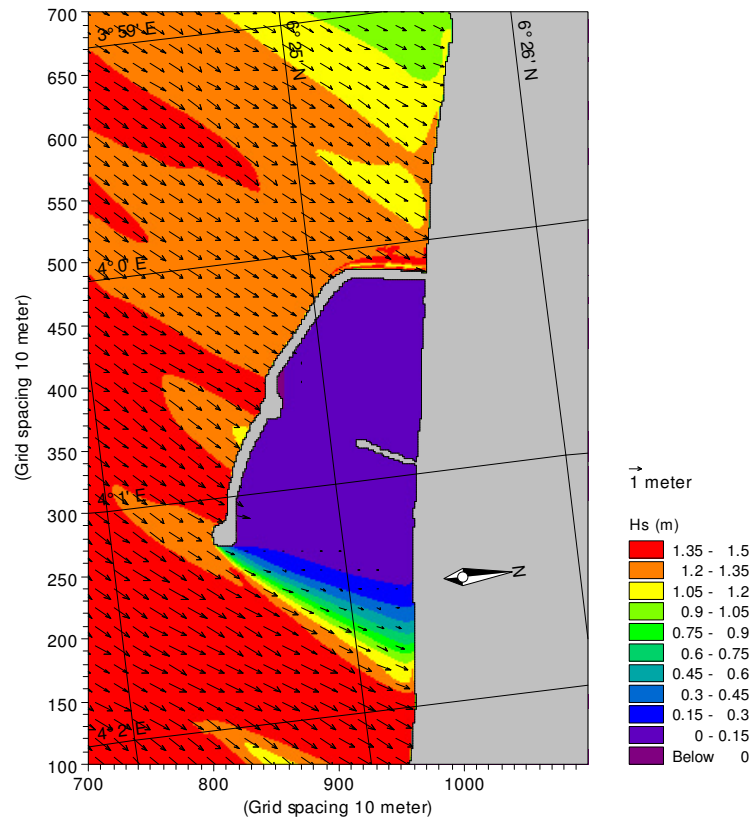 700
650
600
550
500
450
400
350
300
250
200
150
100
(Grid spacing 10 meter)
3° 59' E
4° 0' E
4° 1' E
4° 2' E
6° 25' N
6° 26' N
N
700
800
900
1000
(Grid spacing 10 meter)
1 meter
Hs (m)
1.35 - 1.5
1.2 - 1.35
1.05 - 1.2
0.9 - 1.05
0.75 - 0.9
0.6 - 0.75
0.45 - 0.6
0.3 - 0.45
0.15 - 0.3
0 - 0.15
Below 0